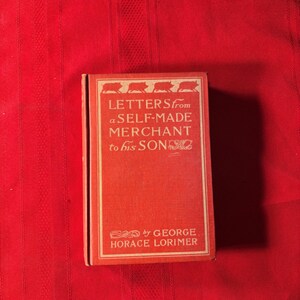 LETTERS from
a SELF-MADE
MERCHANT
to his SON
by GEORGE
HORACE LORIMER